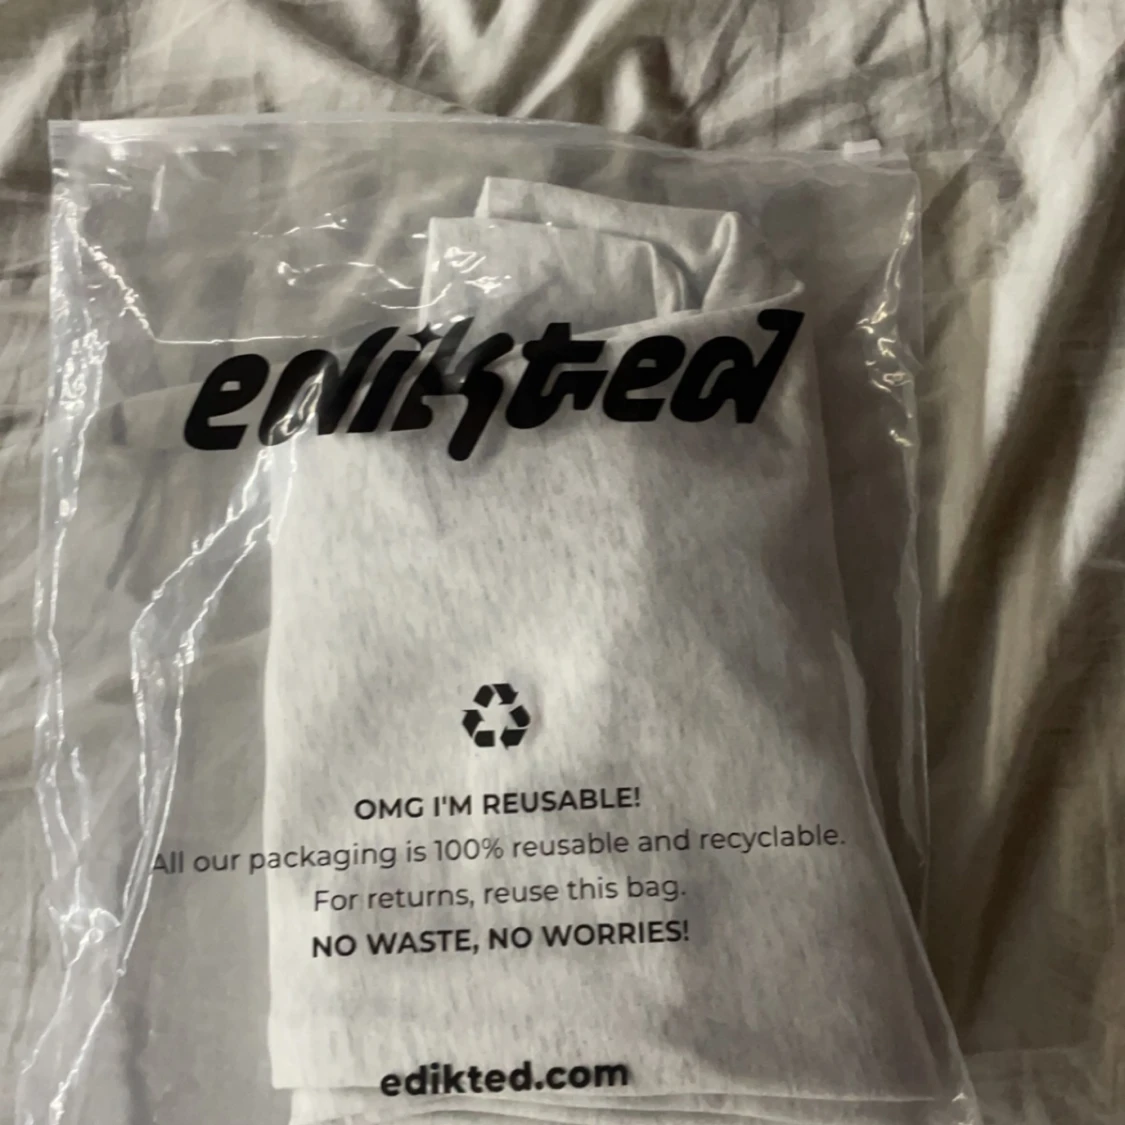 edikted
OMG I'M REUSABLE!
All our packaging is 100% reusable and recyclable.
For returns, reuse this bag.
NO WASTE, NO WORRIES!
edikted.com